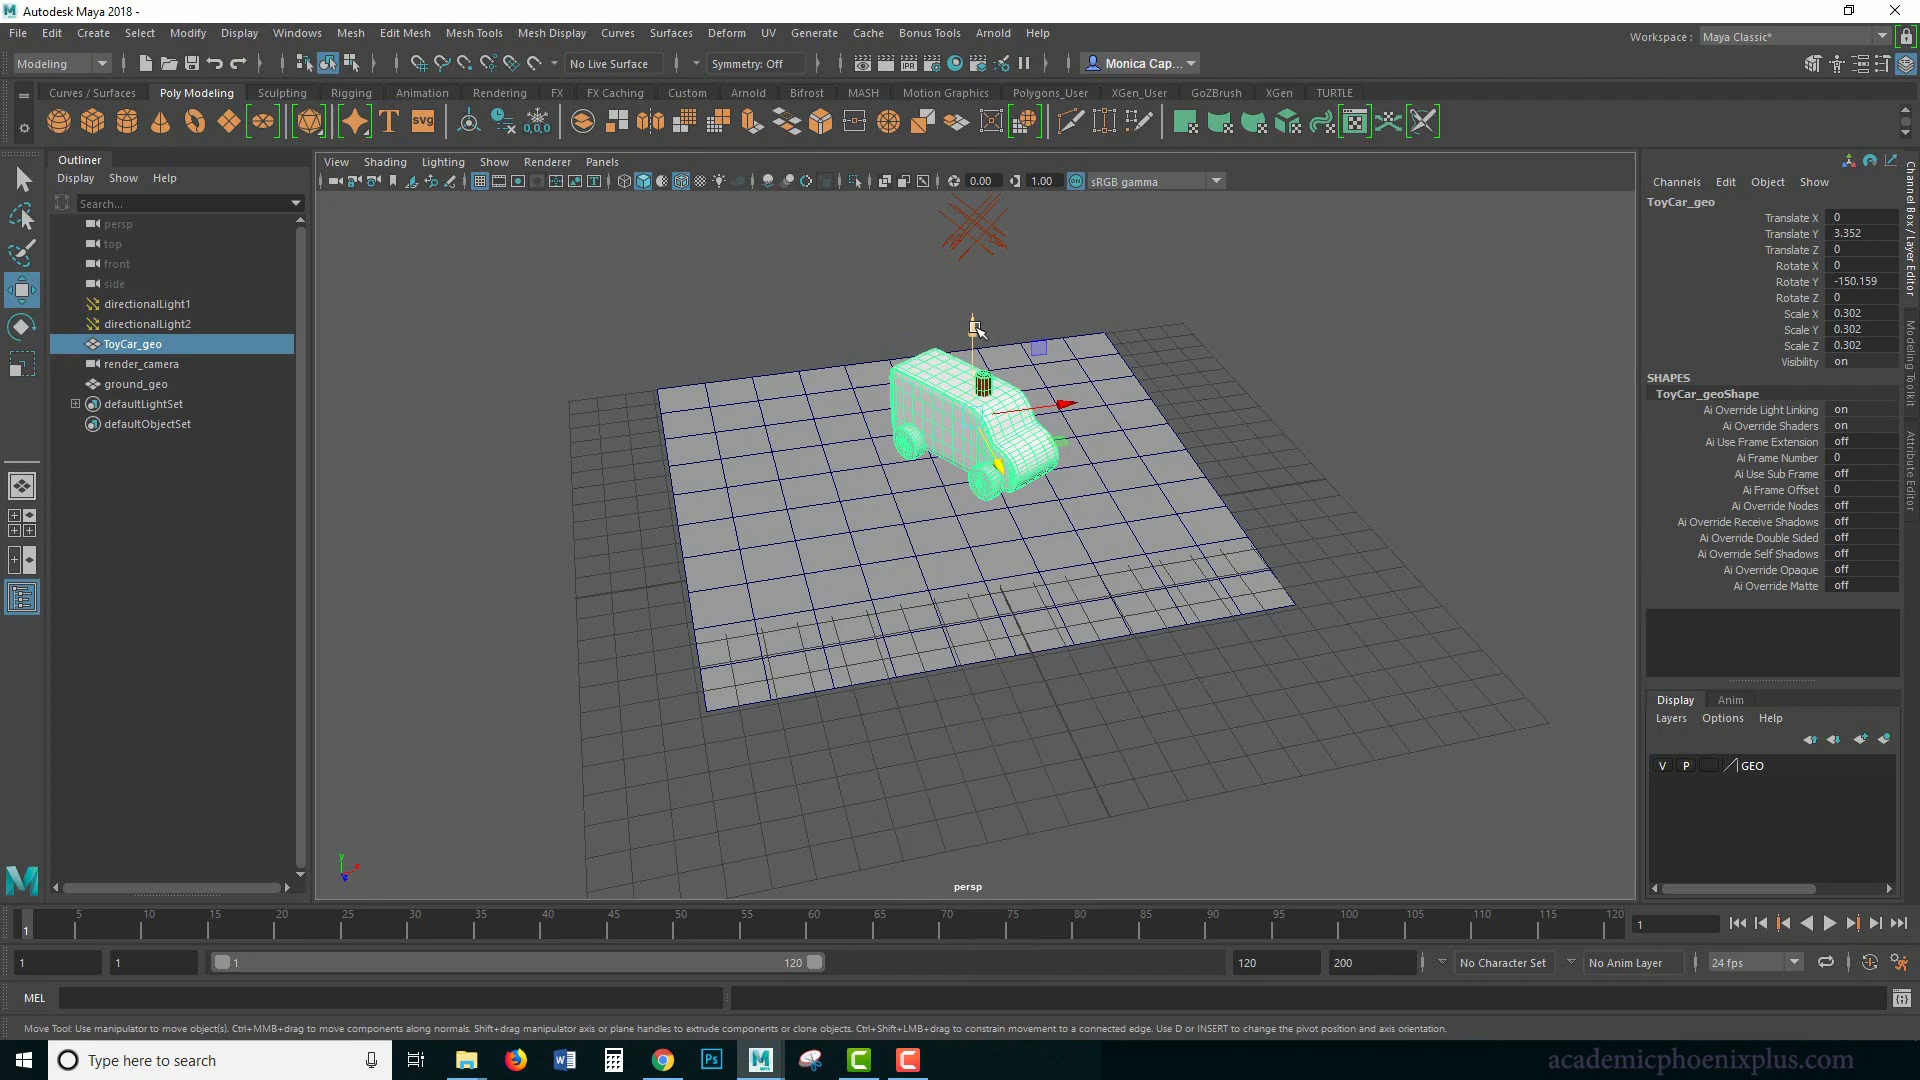 Autodesk Maya 2018 -
File Edit Create Select Modify Display Windows Mesh Edit Mesh Mesh Tools Mesh Display Curves Surfaces Deform UV Generate Cache Bonus Tools Arnold Help
Workspace : Maya Classic*
Modeling No Live Surface Symmetry: Off Monica Cap...
Curves / Surfaces Poly Modeling Sculpting Rigging Animation Rendering FX FX Caching Custom Arnold Bifrost MASH Motion Graphics Polygons_User XGen_User GoZBrush XGen TURTLE
T SVG 0,0,0
Outliner
Display Show Help
Search...
persp
top
front
side
directionalLight1
directionalLight2
ToyCar_geo
render_camera
ground_geo
defaultLightSet
defaultObjectSet
View Shading Lighting Show Renderer Panels
0.00 1.00 ON sRGB gamma
persp
y
x
z
Channels Edit Object Show
ToyCar_geo
Translate X 0
Translate Y 3.352
Translate Z 0
Rotate X 0
Rotate Y -150.159
Rotate Z 0
Scale X 0.302
Scale Y 0.302
Scale Z 0.302
Visibility on
SHAPES
ToyCar_geoShape
Ai Override Light Linking on
Ai Override Shaders on
Ai Use Frame Extension off
Ai Frame Number 0
Ai Use Sub Frame off
Ai Frame Offset 0
Ai Override Nodes off
Ai Override Receive Shadows off
Ai Override Double Sided off
Ai Override Self Shadows off
Ai Override Opaque off
Ai Override Matte off
Channel Box / Layer Editor
Modeling Toolkit
Attribute Editor
Display Anim
Layers Options Help
V P GEO
5 10 15 20 25 30 35 40 45 50 55 60 65 70 75 80 85 90 95 100 105 110 115 120
1
1
1 1 1 120 120 200 No Character Set No Anim Layer 24 fps
MEL
Move Tool: Use manipulator to move object(s). Ctrl+MMB+drag to move components along normals. Shift+drag manipulator axis or plane handles to extrude components or clone objects. Ctrl+Shift+LMB+drag to constrain movement to a connected edge. Use D or INSERT to change the pivot position and axis orientation.
Type here to search
academicphoenixplus.com